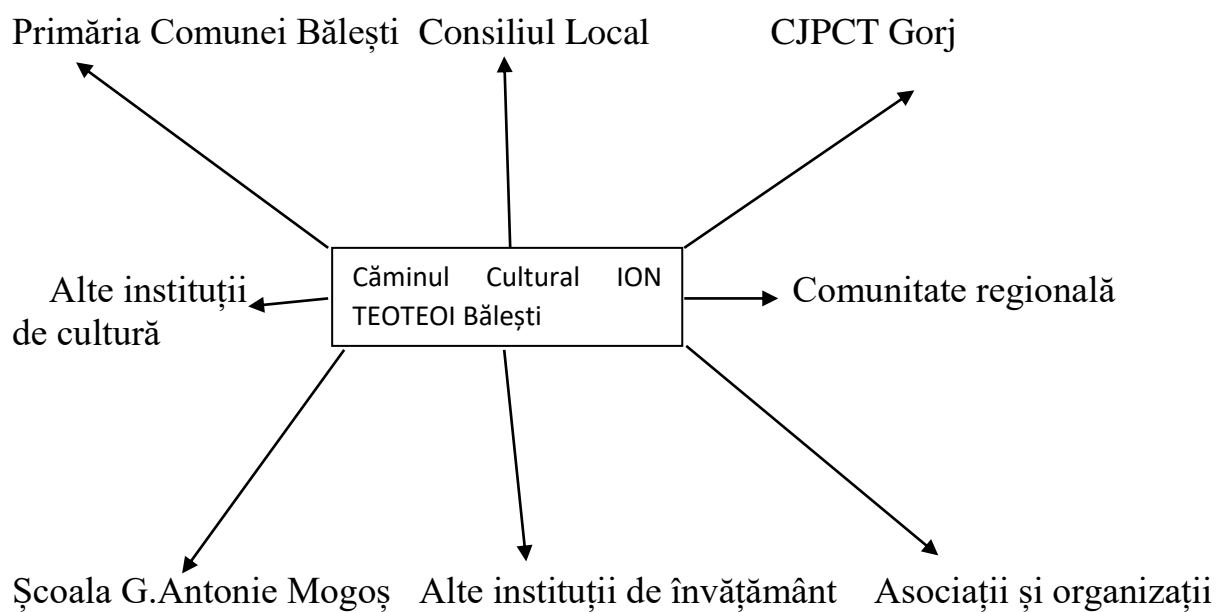 Primăria Comunei Bălești Consiliul Local CJPCT Gorj
Căminul Cultural ION
TEOTEOI Bălești
Alte instituții
de cultură
Comunitate regională
Școala G.Antonie Mogoș Alte instituții de învățământ Asociații și organizații